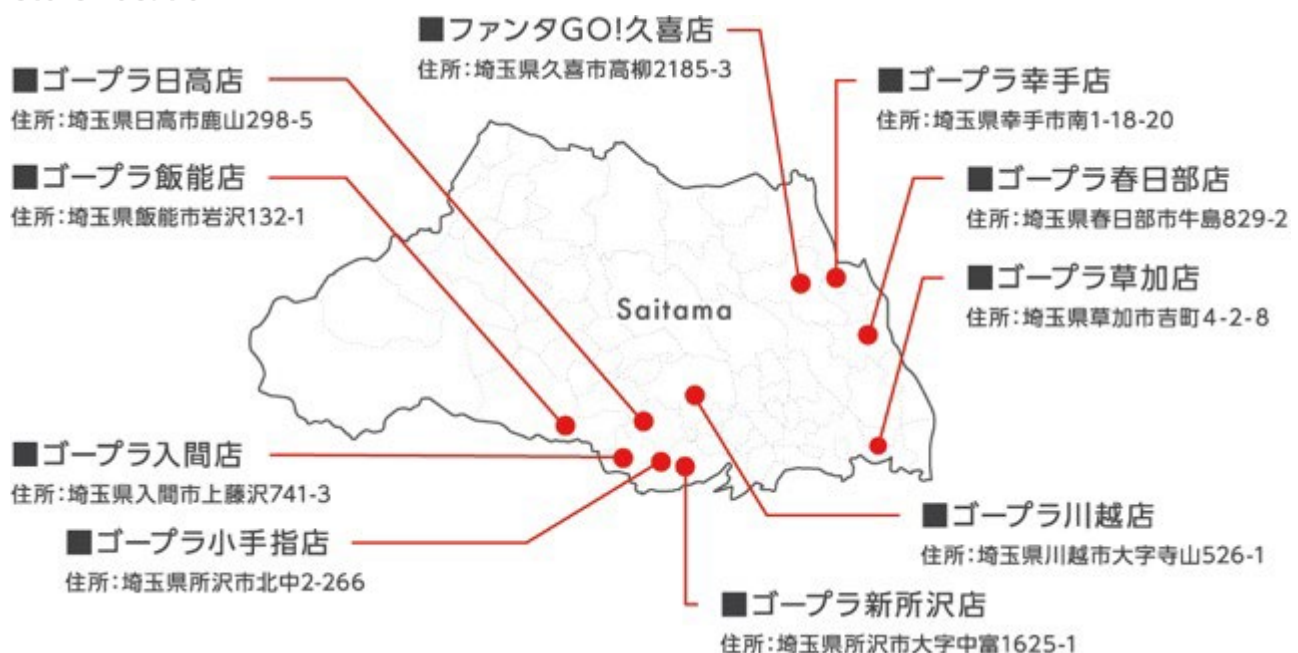 ■ファンタGO!久喜店
住所:埼玉県久喜市高柳2185-3
■ゴープラ日高店
住所:埼玉県日高市鹿山298-5
■ゴープラ幸手店
住所:埼玉県幸手市南1-18-20
■ゴープラ飯能店
住所:埼玉県飯能市岩沢132-1
■ゴープラ春日部店
住所:埼玉県春日部市牛島829-2
■ゴープラ草加店
住所:埼玉県草加市吉町4-2-8
Saitama
■ゴープラ入間店
住所:埼玉県入間市上藤沢741-3
■ゴープラ川越店
住所:埼玉県川越市大字寺山526-1
■ゴープラ小手指店
住所:埼玉県所沢市北中2-266
■ゴープラ新所沢店
住所:埼玉県所沢市大字中富1625-1